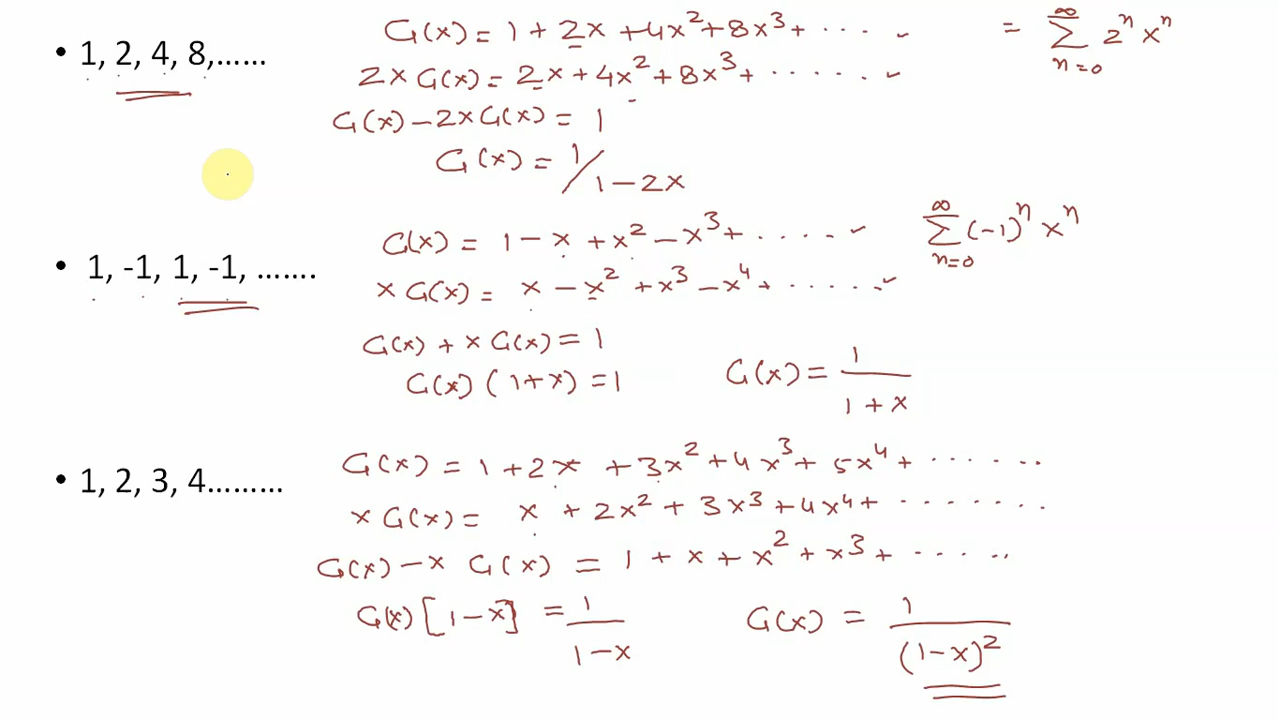 • 1, 2, 4, 8,......
G(x) = 1 + 2x + 4x² + 8x³ + .... = ∞ Σ n=0 2ⁿ xⁿ
2x G(x) = 2x + 4x² + 8x³ + ......
G(x) - 2x G(x) = 1
G(x) = 1/1-2x
• 1, -1, 1, -1, .......
G(x) = 1 - x + x² - x³ + ..... ∞ Σ n=0 (-1)ⁿ xⁿ
x G(x) = x - x² + x³ - x⁴ + ......
G(x) + x G(x) = 1
G(x) (1+x) = 1 G(x) = 1/1+x
• 1, 2, 3, 4.........
G(x) = 1 + 2x + 3x² + 4x³ + 5x⁴ + ......
x G(x) = x + 2x² + 3x³ + 4x⁴ + .......
G(x) - x G(x) = 1 + x + x² + x³ + ......
G(x) [1-x] = 1/1-x G(x) = 1/(1-x)²